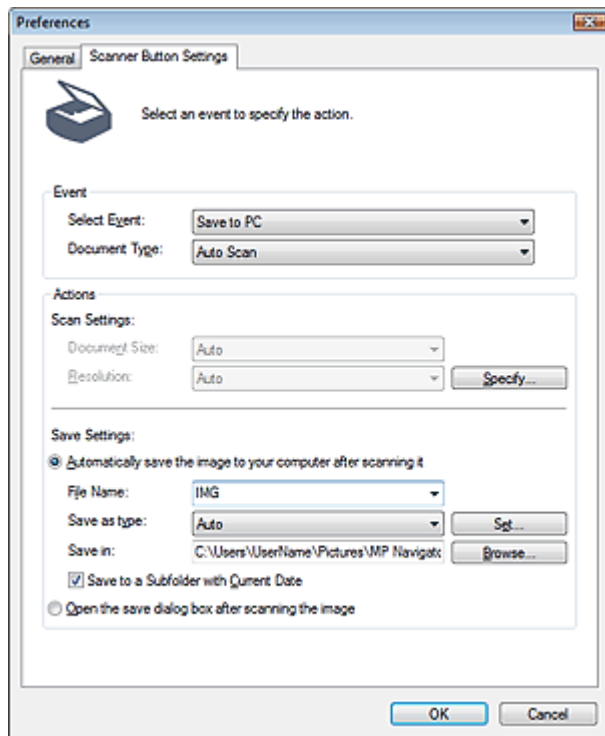 Preferences
General Scanner Button Settings
Select an event to specify the action.
Event
Select Event: Save to PC
Document Type: Auto Scan
Actions
Scan Settings:
Document Size: Auto
Resolution: Auto Specify...
Save Settings:
Automatically save the image to your computer after scanning it
File Name: IMG
Save as type: Auto Set...
Save in: C:\Users\UserName\Pictures\MP Navigato Browse...
Save to a Subfolder with Current Date
Open the save dialog box after scanning the image
OK Cancel